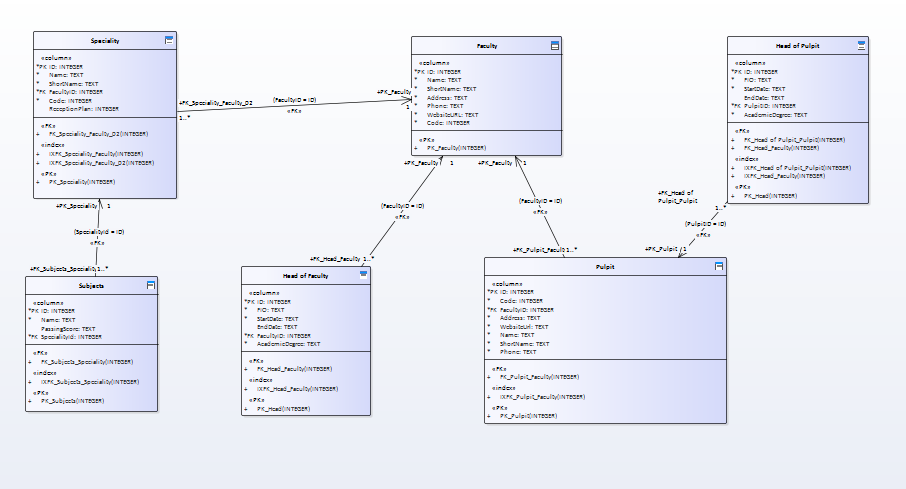 Speciality
«column»
*PK ID: INTEGER
* Name: TEXT
* ShortName: TEXT
*FK FacultyID: INTEGER
* Code: INTEGER
ReceptionPlan: INTEGER
«FK»
+ FK_Speciality_Faculty_02(INTEGER)
«index»
+ IXFK_Speciality_Faculty(INTEGER)
+ IXFK_Speciality_Faculty_02(INTEGER)
«PK»
+ PK_Speciality(INTEGER)
+FK_Speciality_Faculty_02
1..*
(FacultyID = ID)
«FK»
+PK_Faculty
1
Faculty
«column»
*PK ID: INTEGER
* Name: TEXT
* ShortName: TEXT
* Address: TEXT
* Phone: TEXT
* WebsiteURL: TEXT
* Code: INTEGER
«PK»
+ PK_Faculty(INTEGER)
Head of Pulpit
«column»
*PK ID: INTEGER
* FIO: TEXT
* StartDate: TEXT
EndDate: TEXT
*FK PulpitID: INTEGER
* AcademicDegree: TEXT
«FK»
+ FK_Head of Pulpit_Pulpit(INTEGER)
+ FK_Head_Faculty(INTEGER)
«index»
+ IXFK_Head of Pulpit_Pulpit(INTEGER)
+ IXFK_Head_Faculty(INTEGER)
«PK»
+ PK_Head(INTEGER)
+PK_Faculty 1
+PK_Faculty 1
+PK_Speciality 1
(SpecialityId = ID)
«FK»
+FK_Subjects_Speciality 1..*
(FacultyID = ID)
«FK»
+FK_Head_Faculty 1..*
(FacultyID = ID)
«FK»
+FK_Pulpit_Faculty 1..*
+FK_Head of
Pulpit_Pulpit
1..*
(PulpitID = ID)
«FK»
+PK_Pulpit 1
Subjects
«column»
*PK ID: INTEGER
* Name: TEXT
PassingScore: TEXT
*FK SpecialityId: INTEGER
«FK»
+ FK_Subjects_Speciality(INTEGER)
«index»
+ IXFK_Subjects_Speciality(INTEGER)
«PK»
+ PK_Subjects(INTEGER)
Head of Faculty
«column»
*PK ID: INTEGER
* FIO: TEXT
* StartDate: TEXT
EndDate: TEXT
*FK FacultyID: INTEGER
* AcademicDegree: TEXT
«FK»
+ FK_Head_Faculty(INTEGER)
«index»
+ IXFK_Head_Faculty(INTEGER)
«PK»
+ PK_Head(INTEGER)
Pulpit
«column»
*PK ID: INTEGER
* Code: INTEGER
*FK FacultyID: INTEGER
* Address: TEXT
* WebsiteUrl: TEXT
* Name: TEXT
* ShortName: TEXT
* Phone: TEXT
«FK»
+ FK_Pulpit_Faculty(INTEGER)
«index»
+ IXFK_Pulpit_Faculty(INTEGER)
«PK»
+ PK_Pulpit(INTEGER)